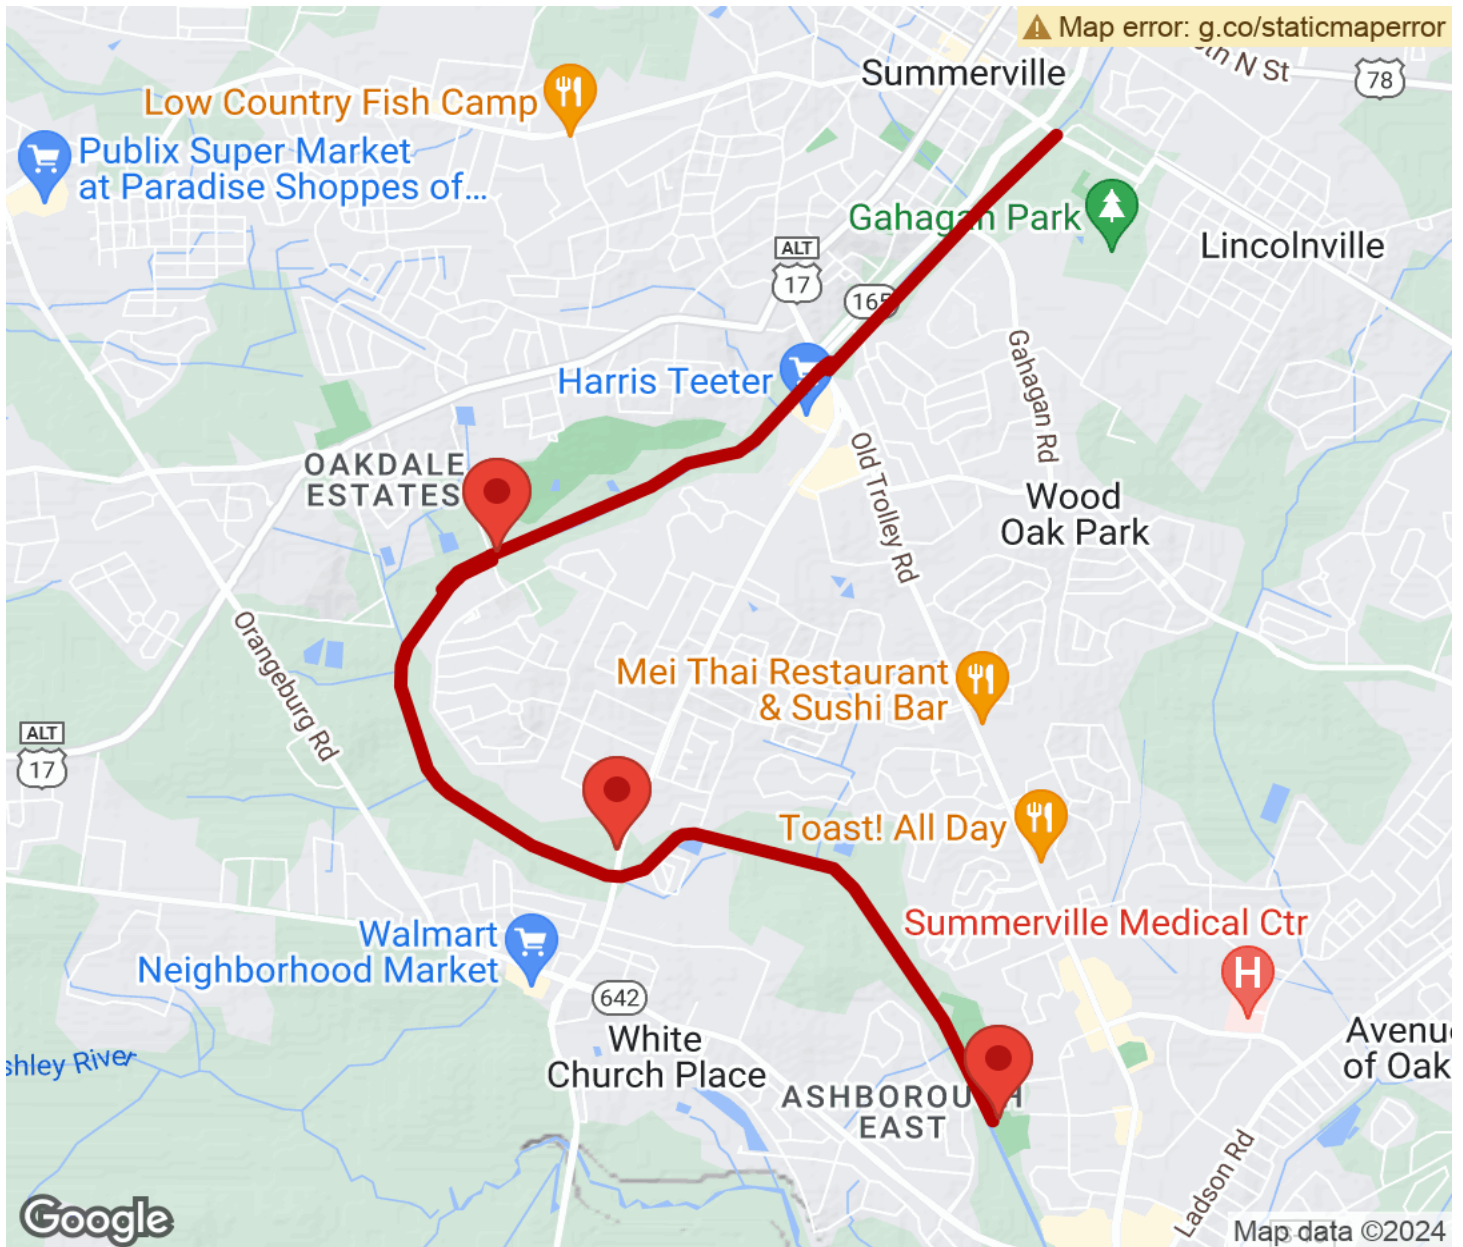 Map error: g.co/staticmaperror
Summerville
78
Low Country Fish Camp
Publix Super Market
at Paradise Shoppes of...
Gahagan Park
Lincolnville
ALT
17
165
Harris Teeter
Gahagan Rd
OAKDALE
ESTATES
Old Trolley Rd
Wood
Oak Park
Orangeburg Rd
Mei Thai Restaurant
& Sushi Bar
ALT
17
Toast! All Day
Summerville Medical Ctr
H
Walmart
Neighborhood Market
642
White
Church Place
River
of Oak
ASHBOROUGH
EAST
Ladson Rd
Google
Map data ©2024